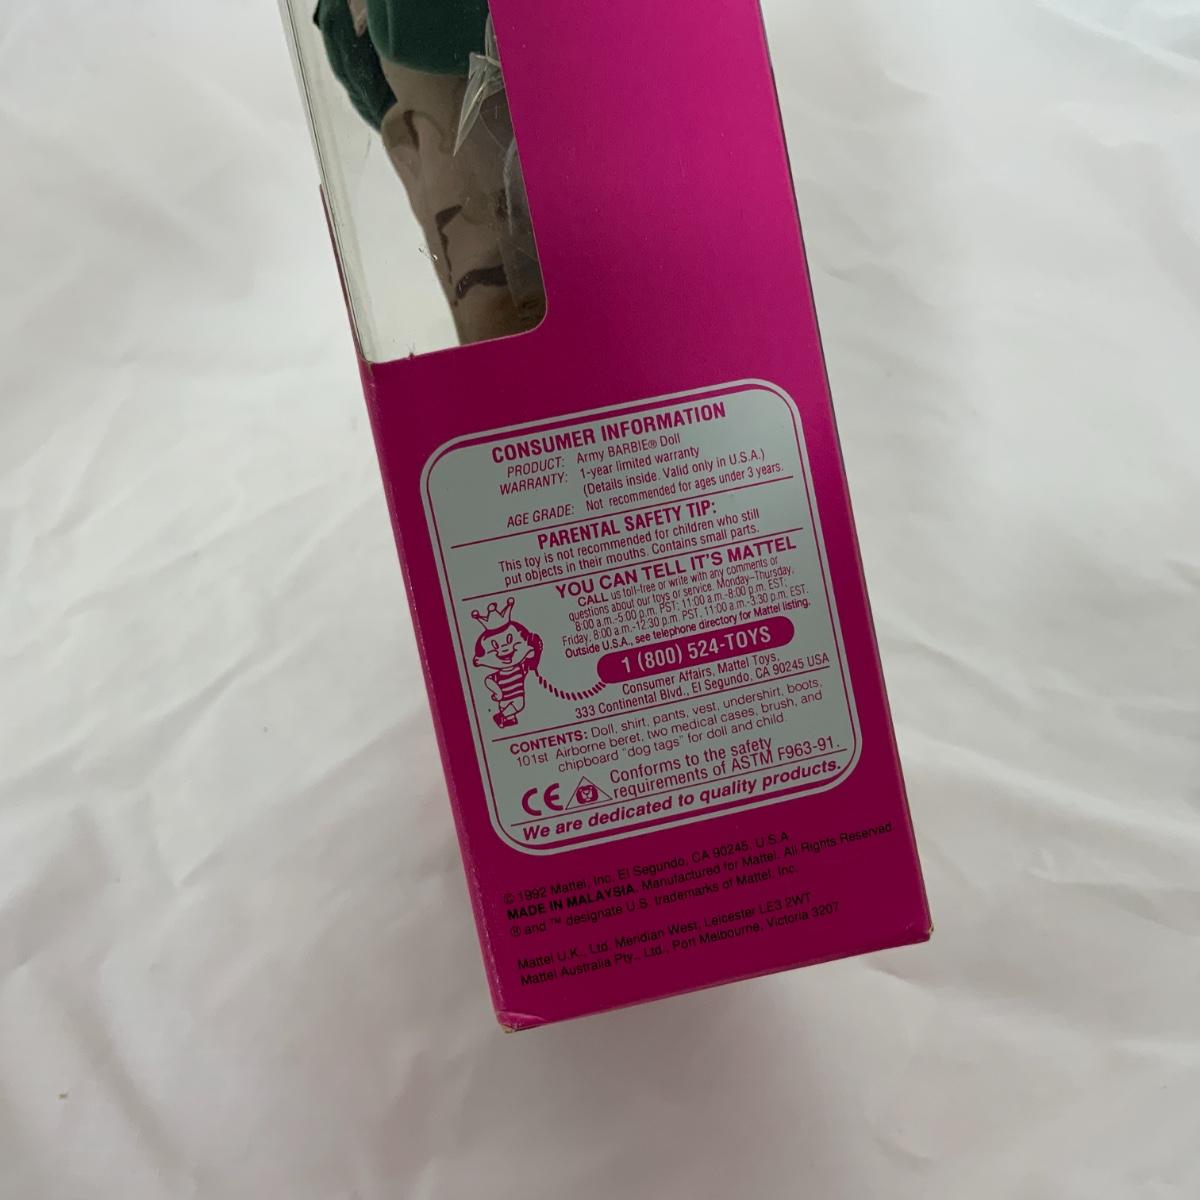 CONSUMER INFORMATION
PRODUCT: Army BARBIE® Doll
WARRANTY: 1-year limited warranty
(Details inside. Valid only in U.S.A.)
AGE GRADE: Not recommended for ages under 3 years.
PARENTAL SAFETY TIP:
This toy is not recommended for children who still
put objects in their mouths. Contains small parts.
YOU CAN TELL IT'S MATTEL
CALL us toll-free or write with any comments or
questions about our toys or service. Monday–Thursday,
8:00 a.m.-5:00 p.m. PST; 11:00 a.m.-8:00 p.m. EST;
Friday, 8:00 a.m.-12:30 p.m. PST, 11:00 a.m.-3:30 p.m. EST.
Outside U.S.A., see telephone directory for Mattel listing.
1 (800) 524-TOYS
Consumer Affairs, Mattel Toys,
333 Continental Blvd., El Segundo, CA 90245 USA
CONTENTS: Doll, shirt, pants, vest, undershirt, boots,
101st Airborne beret, two medical cases, brush, and
chipboard "dog tags" for doll and child.
CE Conforms to the safety
requirements of ASTM F963-91.
We are dedicated to quality products.
© 1992 Mattel, Inc. El Segundo, CA 90245. U.S.A.
MADE IN MALAYSIA. Manufactured for Mattel. All Rights Reserved.
® and ™ designate U.S. trademarks of Mattel, Inc.
Mattel U.K., Ltd. Meridian West, Leicester LE3 2WT
Mattel Australia Pty., Ltd., Port Melbourne, Victoria 3207